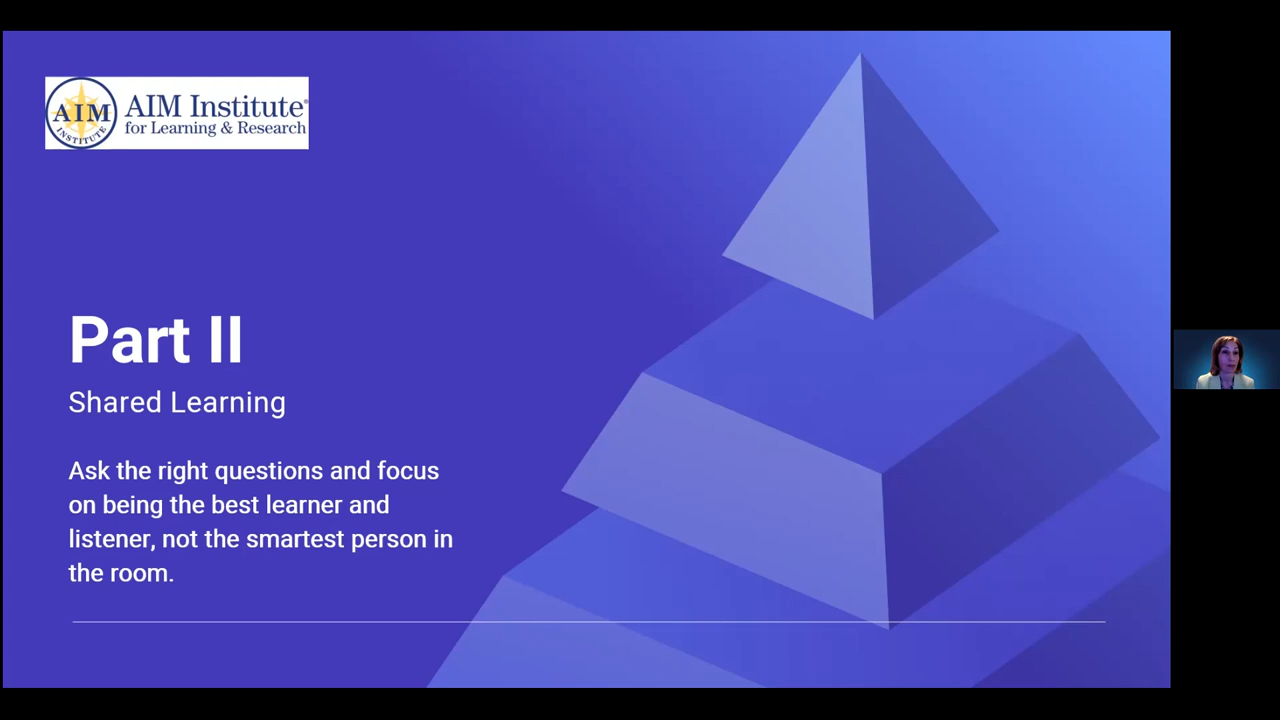 AIM
INSTITUTE
AIM Institute®
for Learning & Research
Part II
Shared Learning
Ask the right questions and focus
on being the best learner and
listener, not the smartest person in
the room.